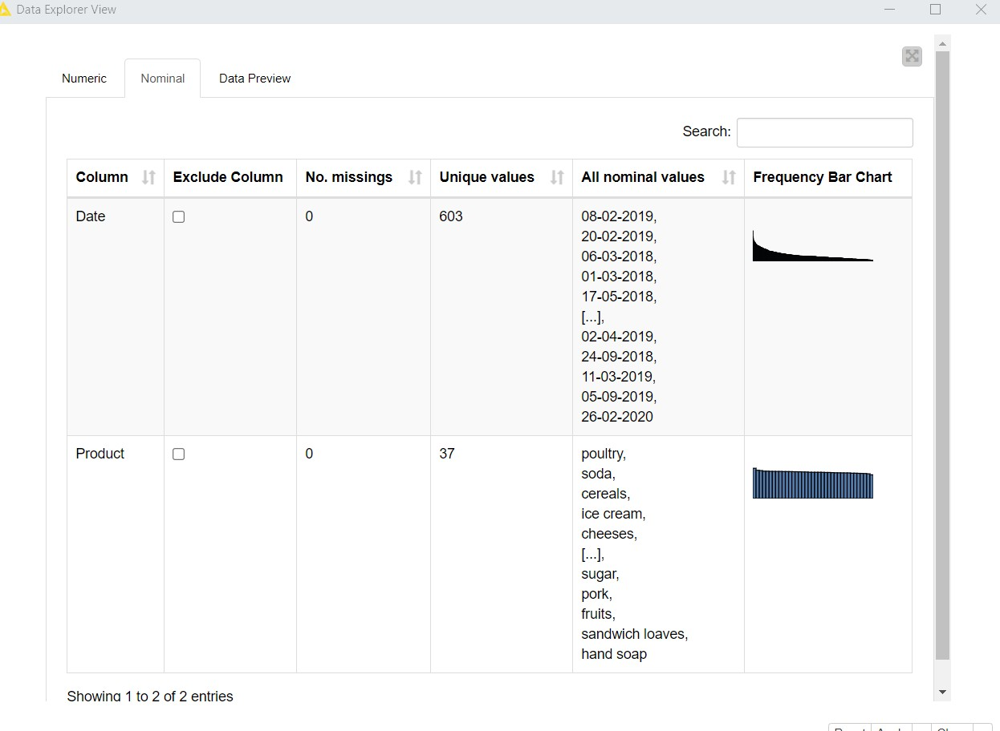 Data Explorer View
Numeric Nominal Data Preview
Search:
Column Exclude Column No. missings Unique values All nominal values Frequency Bar Chart
Date 0 603 08-02-2019,
20-02-2019,
06-03-2018,
01-03-2018,
17-05-2018,
[...],
02-04-2019,
24-09-2018,
11-03-2019,
05-09-2019,
26-02-2020
Product 0 37 poultry,
soda,
cereals,
ice cream,
cheeses,
[...],
sugar,
pork,
fruits,
sandwich loaves,
hand soap
Showing 1 to 2 of 2 entries